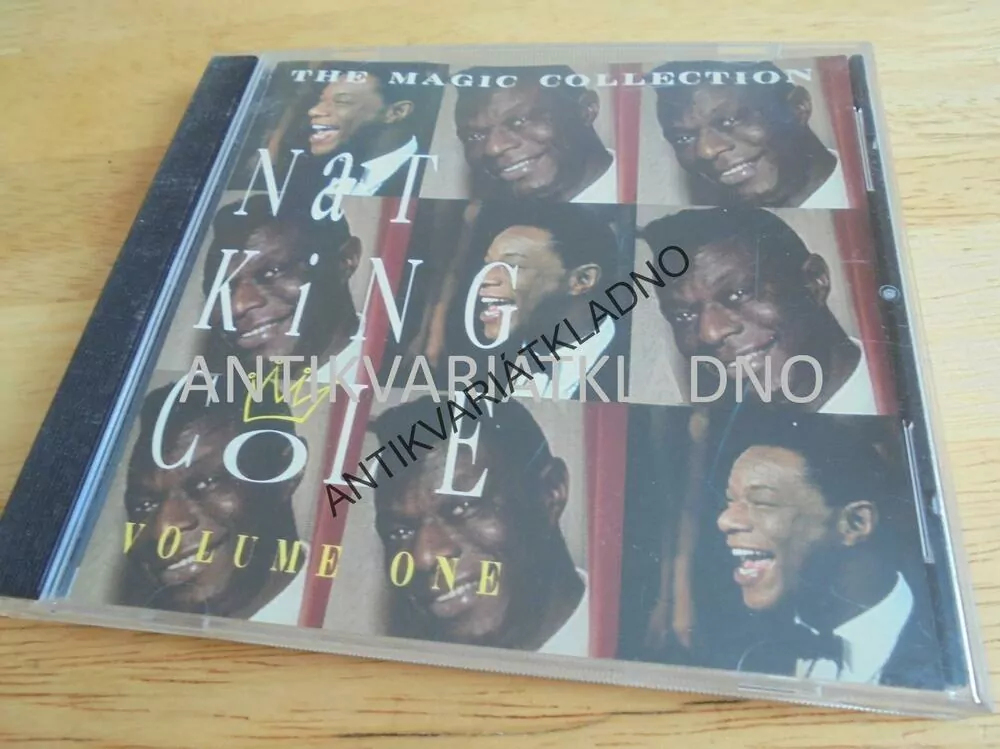 THE MAGIC COLLECTION
NaT
KiNG
COLE
VOLUME ONE
ANTIKVARIÁTKLADNO
ANTIKVARIÁTKLADNO